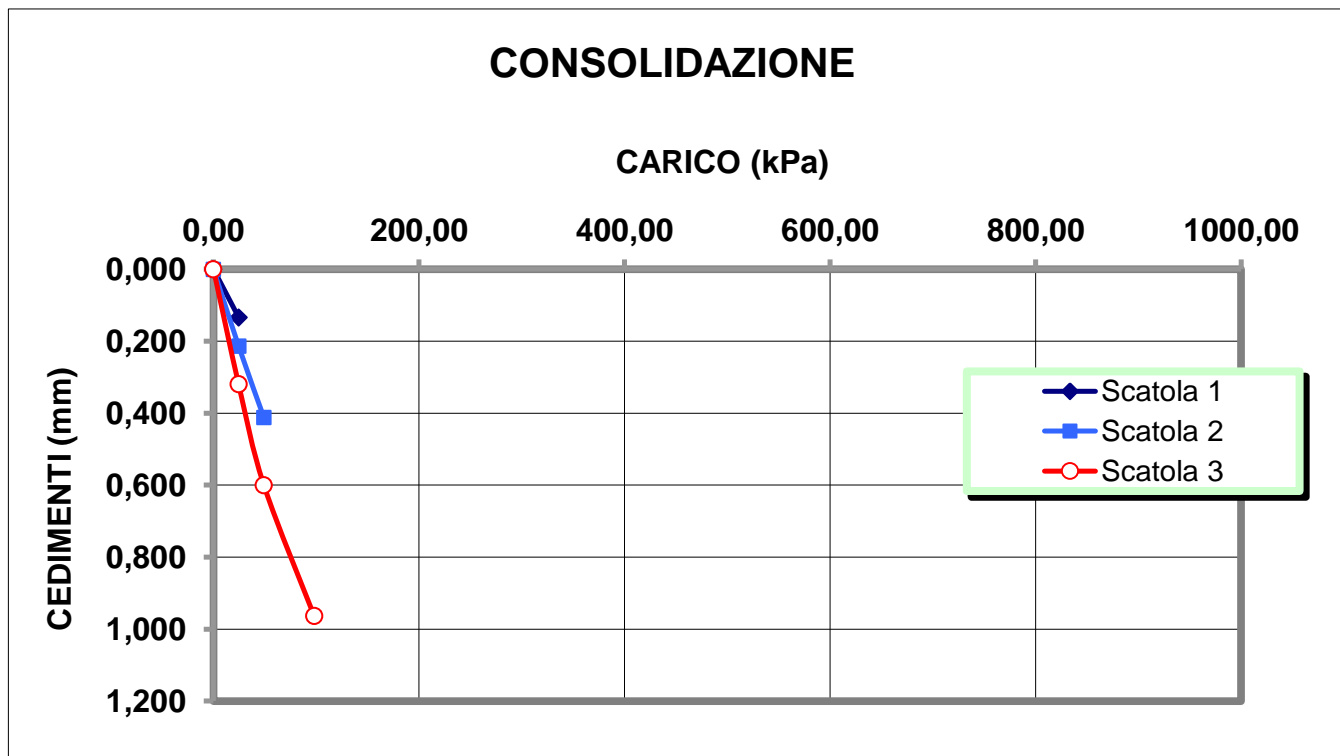 CONSOLIDAZIONE
CARICO (kPa)
0,00 200,00 400,00 600,00 800,00 1000,00
0,000
0,200
0,400
0,600
0,800
1,000
1,200
CEDIMENTI (mm)
Scatola 1
Scatola 2
Scatola 3